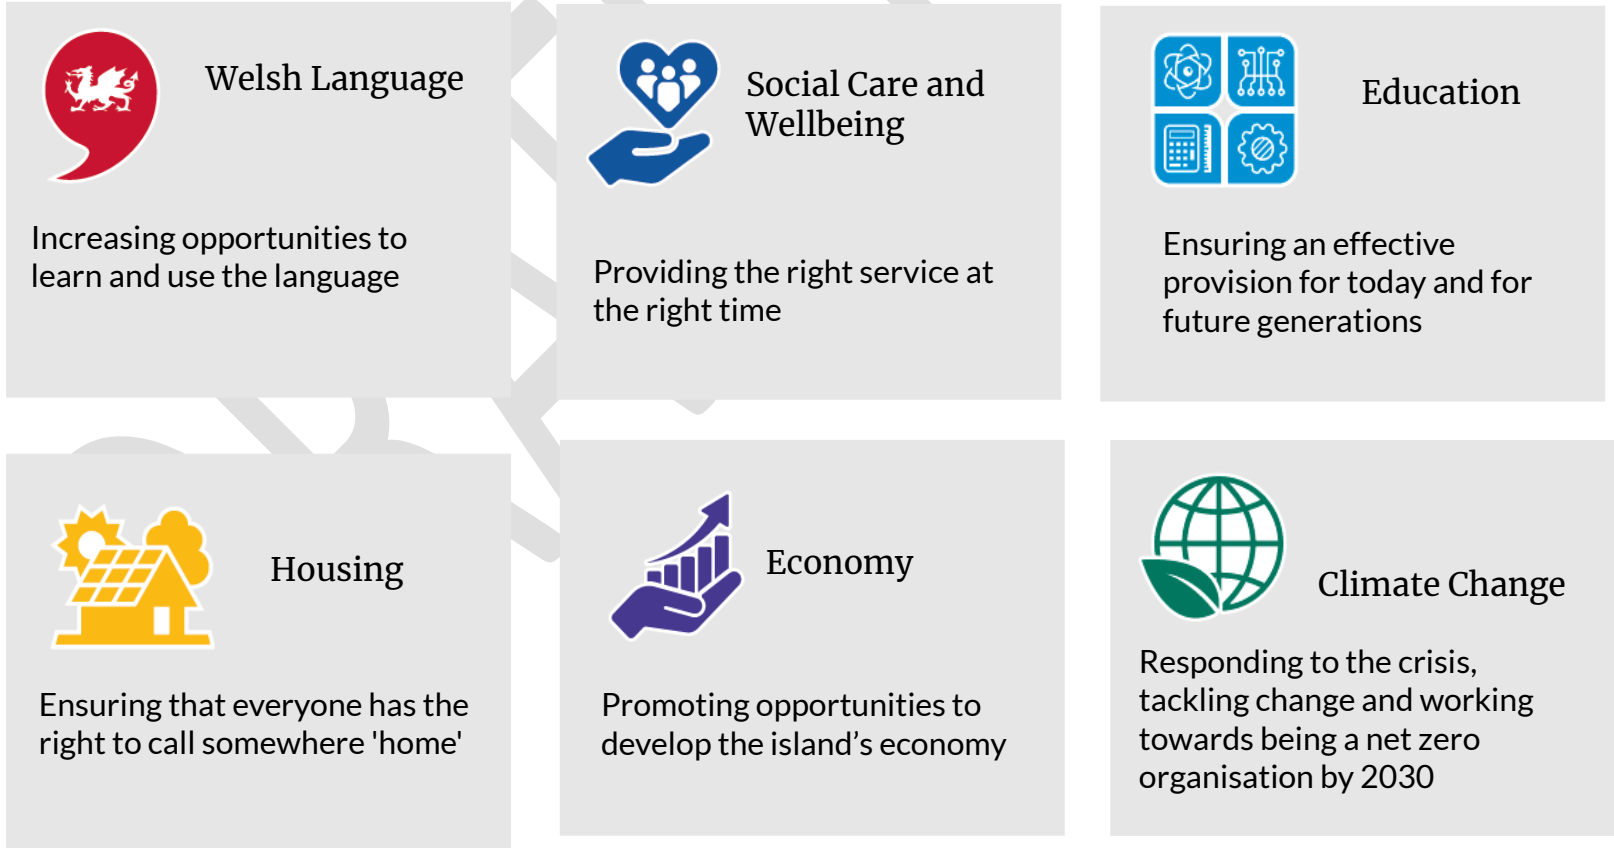 Welsh Language
Increasing opportunities to
learn and use the language
Social Care and
Wellbeing
Providing the right service at
the right time
Education
Ensuring an effective
provision for today and for
future generations
Housing
Ensuring that everyone has the
right to call somewhere 'home'
Economy
Promoting opportunities to
develop the island’s economy
Climate Change
Responding to the crisis,
tackling change and working
towards being a net zero
organisation by 2030